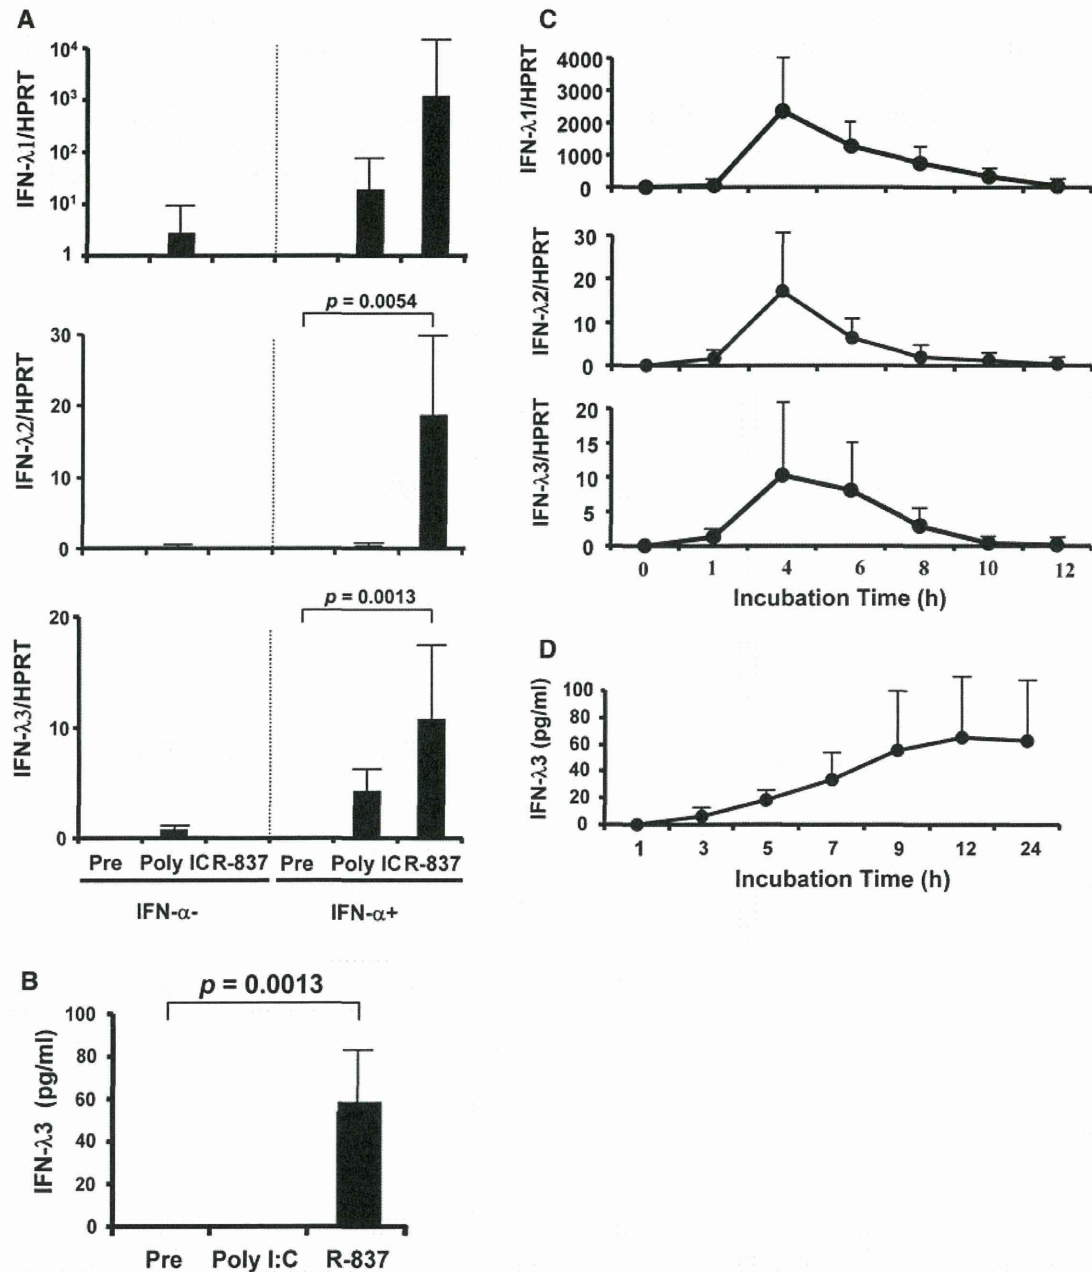 A
IFN-λ1/HPRT
10⁴
10³
10²
10¹
1
p = 0.0054
IFN-λ2/HPRT
30
20
10
0
p = 0.0013
IFN-λ3/HPRT
20
10
0
Pre Poly IC R-837 Pre Poly IC R-837
IFN-α- IFN-α+
B
p = 0.0013
IFN-λ3 (pg/ml)
100
80
60
40
20
0
Pre Poly I:C R-837
C
IFN-λ1/HPRT
4000
3000
2000
1000
0
IFN-λ2/HPRT
30
20
10
0
IFN-λ3/HPRT
20
15
10
5
0
0 1 4 6 8 10 12
Incubation Time (h)
D
IFN-λ3 (pg/ml)
100
80
60
40
20
0
1 3 5 7 9 12 24
Incubation Time (h)